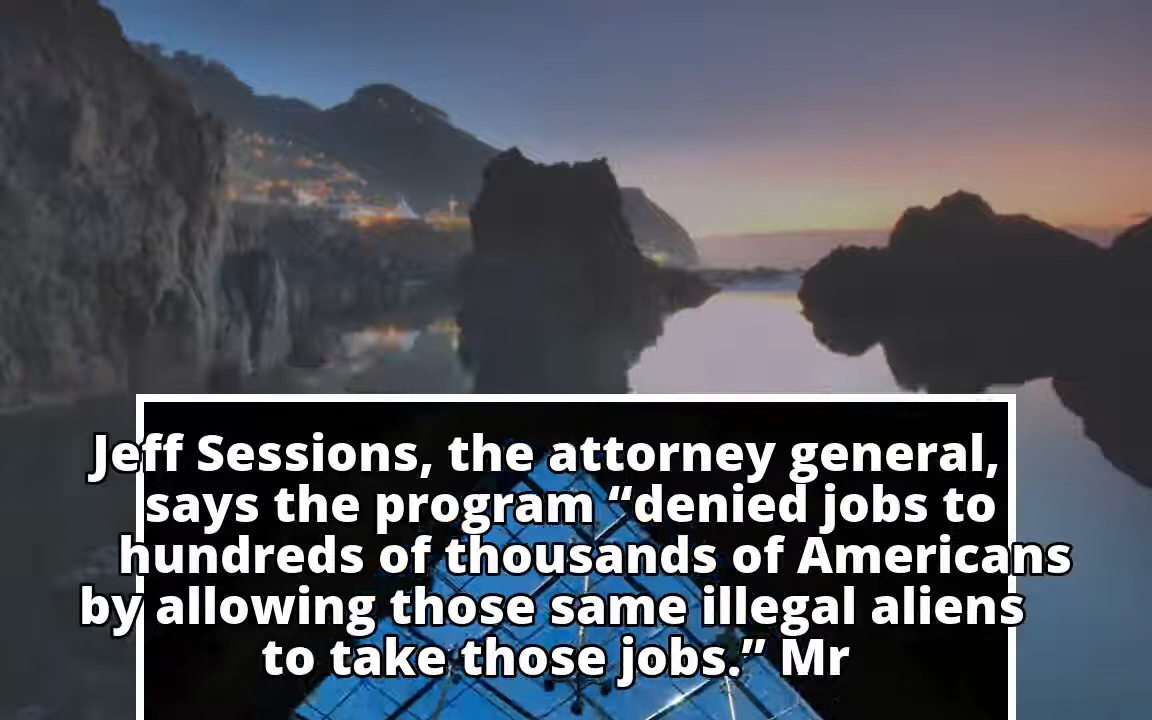 Jeff Sessions, the attorney general,
says the program “denied jobs to
hundreds of thousands of Americans
by allowing those same illegal aliens
to take those jobs.” Mr